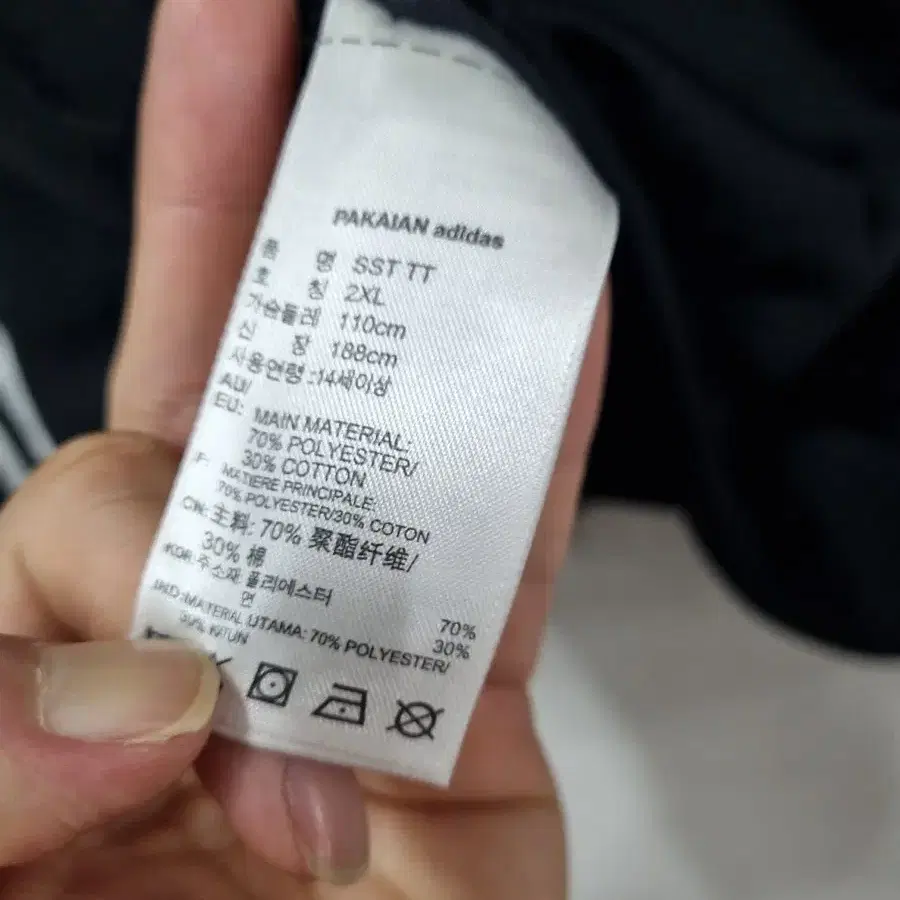 PAKAIAN adidas
품 명 SST TT
호 칭 2XL
가슴둘레 110cm
신 장 188cm
사용연령 :14세이상
AU/
EU: MAIN MATERIAL:
70% POLYESTER/
30% COTTON
F: MATIERE PRINCIPALE:
70% POLYESTER/30% COTON
CN: 主料: 70% 聚酯纤维/
30% 棉
KOR: 주소재 폴리에스터 70%
면 30%
IND: MATERIAL UTAMA: 70% POLYESTER/
30% KATUN